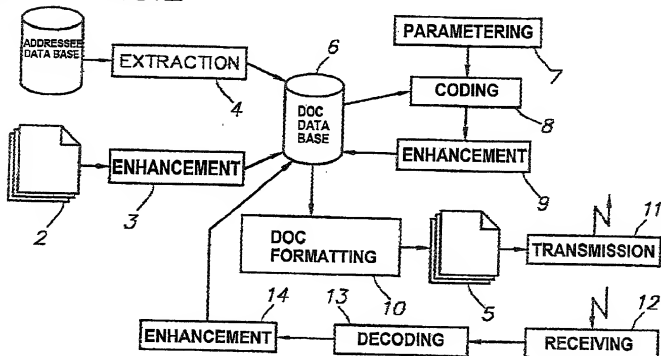 ADDRESSEE
DATA BASE
EXTRACTION
4
6
DOC
DATA
BASE
PARAMETERING
7
CODING
8
ENHANCEMENT
9
2
ENHANCEMENT
3
DOC
FORMATTING
10
5
TRANSMISSION
11
ENHANCEMENT
14
DECODING
13
RECEIVING
12